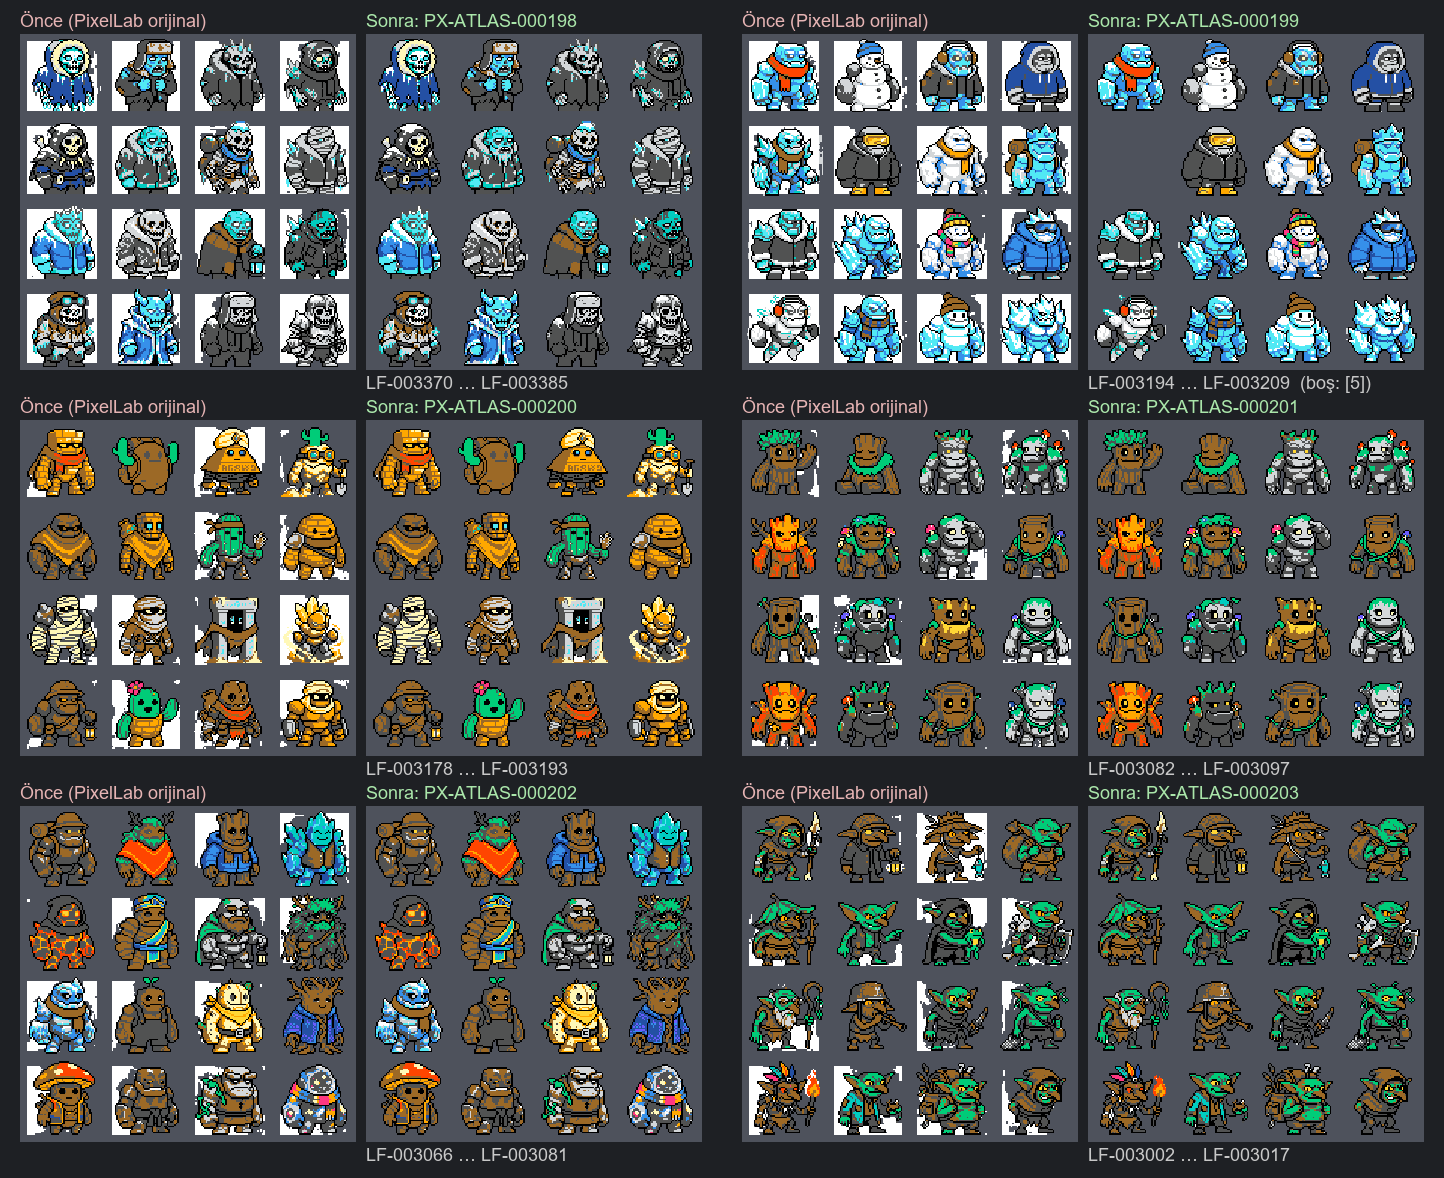 Önce (PixelLab orijinal)
Sonra: PX-ATLAS-000198
Önce (PixelLab orijinal)
Sonra: PX-ATLAS-000199
LF-003370 … LF-003385
LF-003194 … LF-003209 (boş: [5])
Önce (PixelLab orijinal)
Sonra: PX-ATLAS-000200
Önce (PixelLab orijinal)
Sonra: PX-ATLAS-000201
LF-003178 … LF-003193
LF-003082 … LF-003097
Önce (PixelLab orijinal)
Sonra: PX-ATLAS-000202
Önce (PixelLab orijinal)
Sonra: PX-ATLAS-000203
LF-003066 … LF-003081
LF-003002 … LF-003017